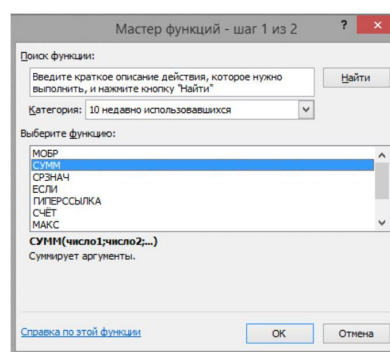 Мастер функций - шаг 1 из 2
?
×
Поиск функции:
Введите краткое описание действия, которое нужно
выполнить, и нажмите кнопку "Найти"
Найти
Категория: 10 недавно использовавшихся
Выберите функцию:
МОБР
СУММ
СРЗНАЧ
ЕСЛИ
ГИПЕРССЫЛКА
СЧЁТ
МАКС
СУММ(число1;число2;...)
Суммирует аргументы.
Справка по этой функции
ОК
Отмена